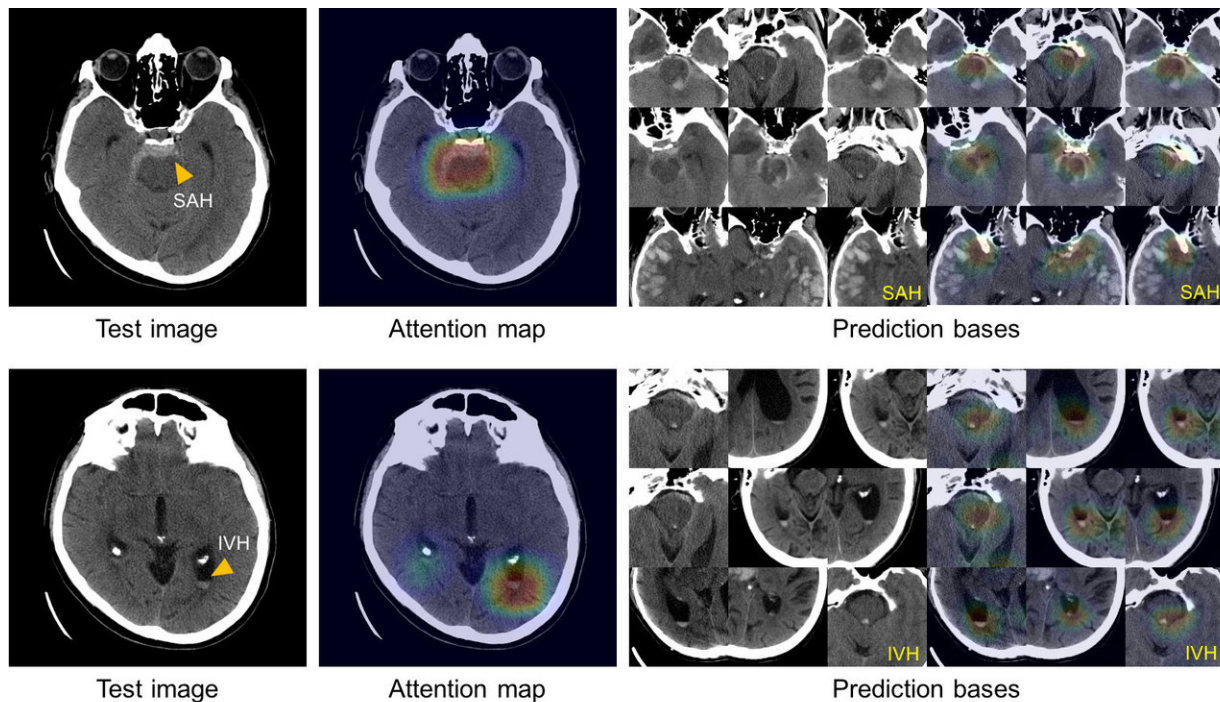 SAH
SAH
SAH
Test image
Attention map
Prediction bases
IVH
IVH
IVH
Test image
Attention map
Prediction bases